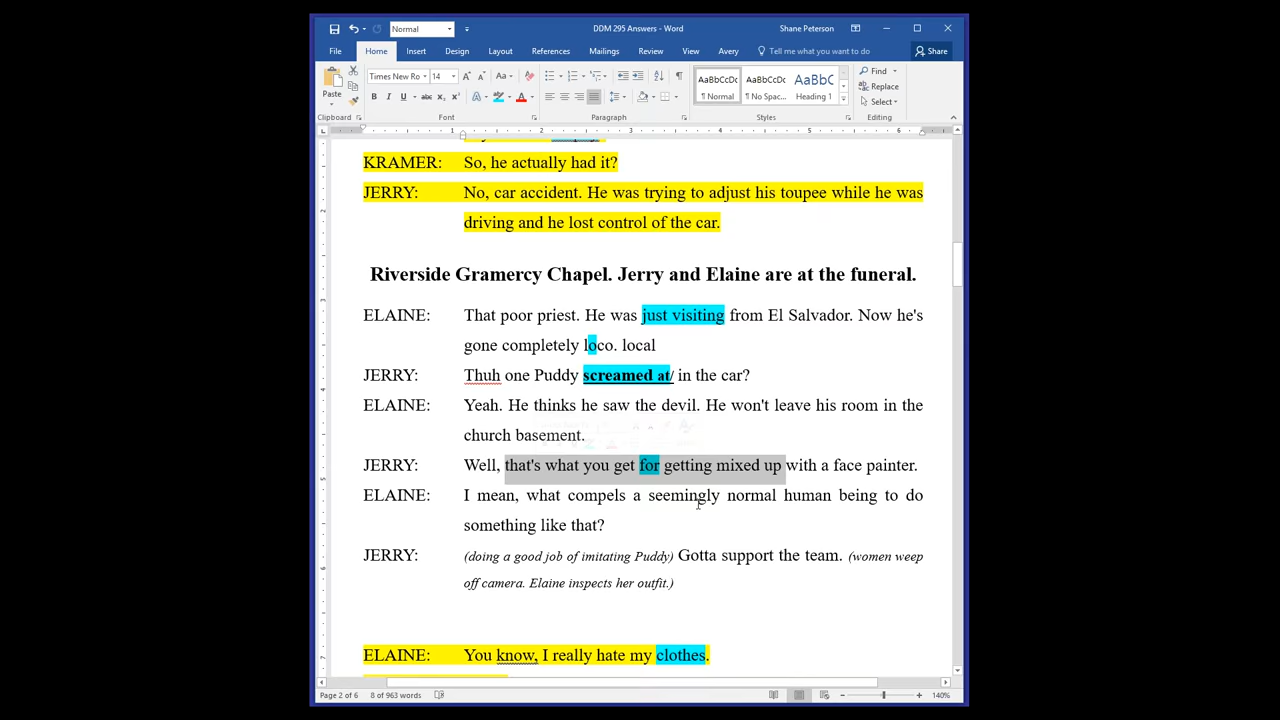 Normal
DDM 295 Answers - Word
Shane Peterson
File Home Insert Design Layout References Mailings Review View Avery Tell me what you want to do Share
Paste
Times New Ro 14
Aa
B I U abc x₂ x²
AaBbCcDc AaBbCcDc AaBbC
¶ Normal ¶ No Spac... Heading 1
Find
Replace
Select
Clipboard Font Paragraph Styles Editing
KRAMER: So, he actually had it?
JERRY: No, car accident. He was trying to adjust his toupee while he was
driving and he lost control of the car.
Riverside Gramercy Chapel. Jerry and Elaine are at the funeral.
ELAINE: That poor priest. He was just visiting from El Salvador. Now he's
gone completely loco. local
JERRY: Thuh one Puddy screamed at/ in the car?
ELAINE: Yeah. He thinks he saw the devil. He won't leave his room in the
church basement.
JERRY: Well, that's what you get for getting mixed up with a face painter.
ELAINE: I mean, what compels a seemingly normal human being to do
something like that?
JERRY: (doing a good job of imitating Puddy) Gotta support the team. (women weep
off camera. Elaine inspects her outfit.)
ELAINE: You know, I really hate my clothes.
Page 2 of 6 8 of 963 words 140%